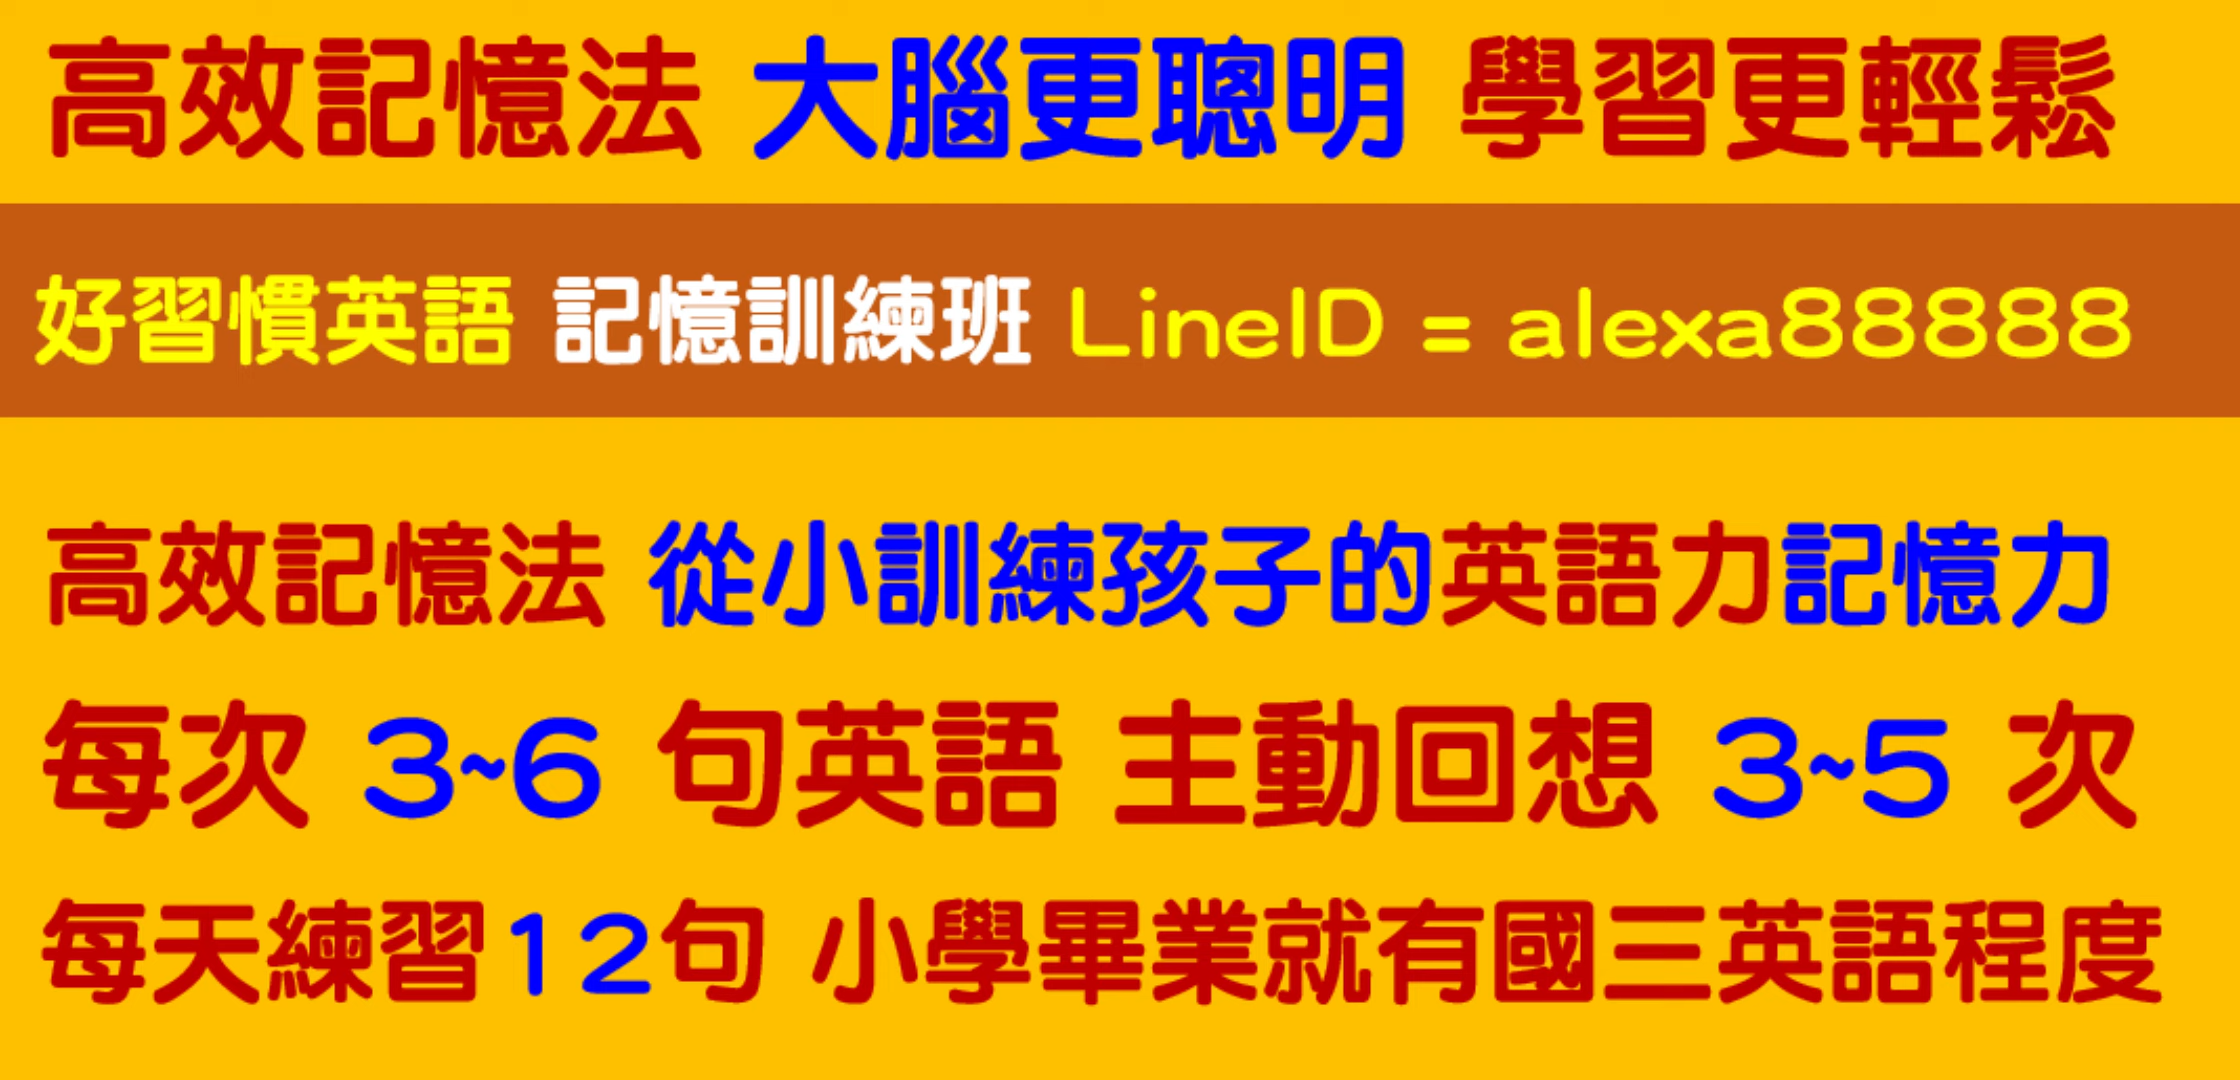 高效記憶法 大腦更聰明 學習更輕鬆
好習慣英語 記憶訓練班 LineID = alexa88888
高效記憶法 從小訓練孩子的英語力記憶力
每次 3~6 句英語 主動回想 3~5 次
每天練習12句 小學畢業就有國三英語程度